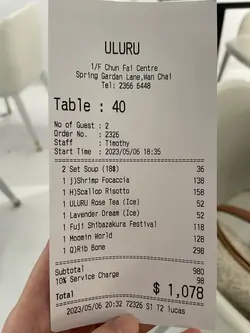 ULURU
1/F Chun Fai Centre
Spring Gardan Lane,Wan Chai
Tel: 2366 6448
Table : 40
No of Guest : 2
Order No. : 2326
Staff : Timothy
Start Time : 2023/05/06 18:35
2 Set Soup (18$) 36
1 j)Shrimp Focaccia 138
1 H)Scallop Risotto 158
1 ULURU Rose Tea (Ice) 52
1 Lavender Dream (Ice) 52
1 Fuji Shibazakura Festival 118
1 Moomin World 128
1 Q)Rib Bone 298
Subtotal 980
10% Service Charge 98
Total $ 1,078
2023/05/06 20:32 72326 S1 T2 lucas